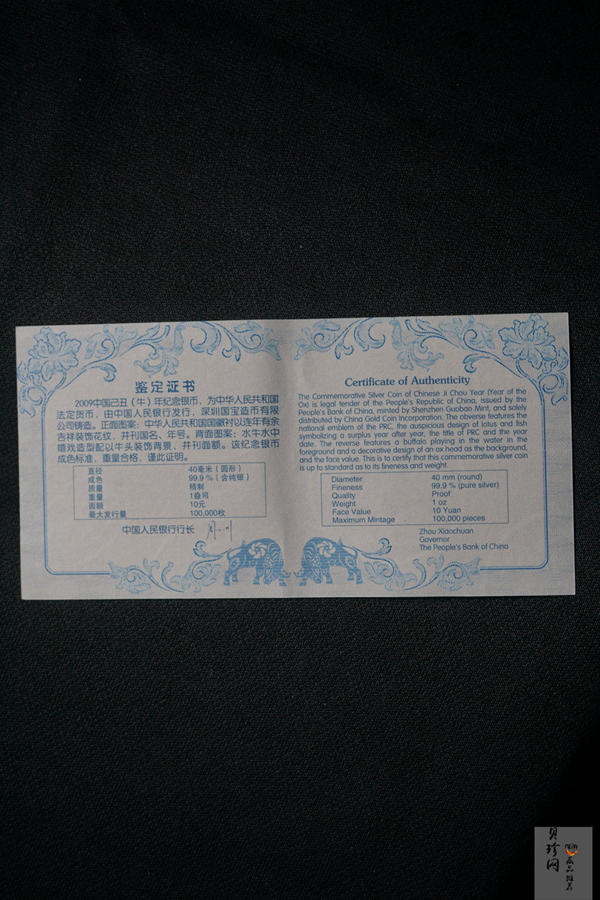 鉴定证书
2009中国己丑（牛）年纪念银币，为中华人民共和国
法定货币，由中国人民银行发行，深圳国宝造币有限
公司铸造。正面图案：中华人民共和国国徽衬以连年有余
吉祥装饰花纹，并刊国名、年号。背面图案：水牛水中
嬉戏造型配以牛头装饰背景，并刊面额。该纪念银币
成色标准，重量合格，谨此证明。
直径 40毫米（圆形）
成色 99.9％（含纯银）
质量 精制
重量 1盎司
面额 10元
最大发行量 100,000枚
中国人民银行行长
Certificate of Authenticity
The Commemorative Silver Coin of Chinese Ji Chou Year (Year of the
Ox) is legal tender of the People's Republic of China, issued by the
People's Bank of China, minted by Shenzhen Guobao Mint, and solely
distributed by China Gold Coin Incorporation. The obverse features the
national emblem of the PRC, the auspicious design of lotus and fish
symbolizing a surplus year after year, the title of PRC and the year
date. The reverse features a buffalo playing in the water in the
foreground and a decorative design of an ox head as the background,
and the face value. This is to certify that this commemorative silver coin
is up to standard as to its fineness and weight.
Diameter 40 mm (round)
Fineness 99.9 % (pure silver)
Quality Proof
Weight 1 oz
Face Value 10 Yuan
Maximum Mintage 100,000 pieces
Zhou Xiaochuan
Governor
The People's Bank of China
贝珍网
藏品推荐